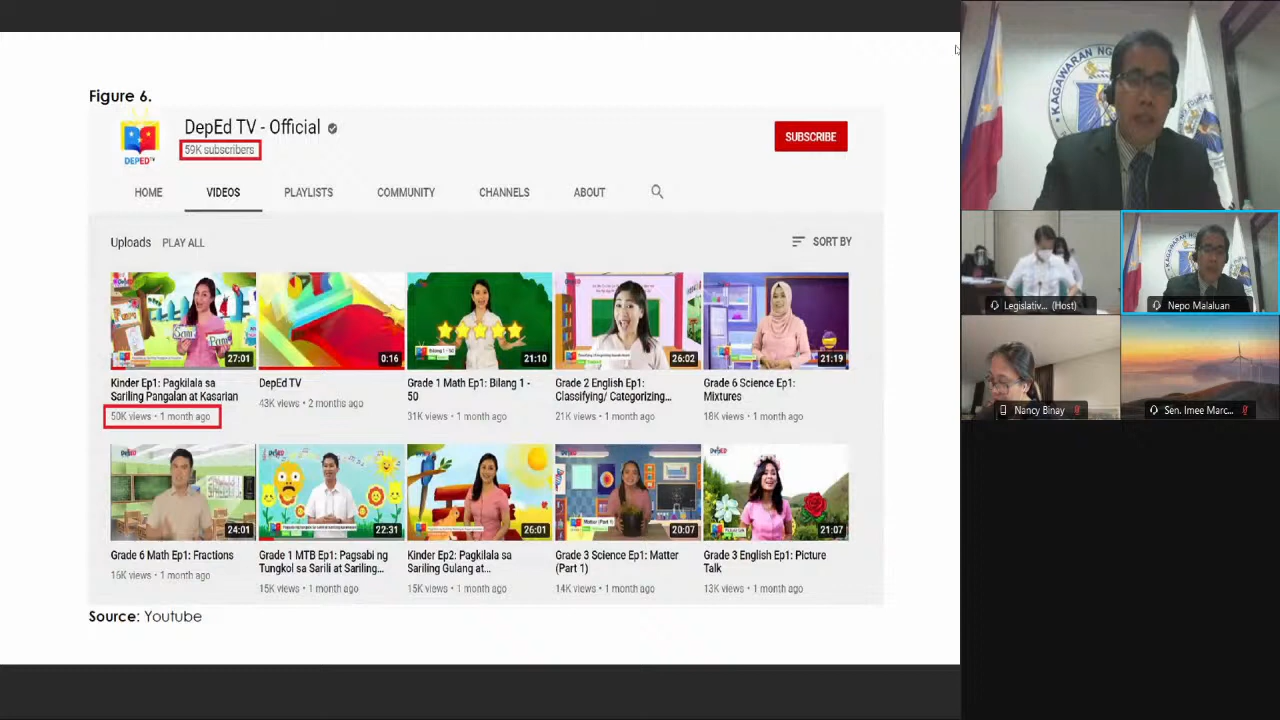 Figure 6.
DepEd TV - Official
59K subscribers
SUBSCRIBE
DEPED TV
HOME VIDEOS PLAYLISTS COMMUNITY CHANNELS ABOUT
Uploads PLAY ALL
SORT BY
27:01
0:16
21:10
26:02
21:19
Kinder Ep1: Pagkilala sa
Sariling Pangalan at Kasarian
50K views • 1 month ago
DepEd TV
43K views • 2 months ago
Grade 1 Math Ep1: Bilang 1 -
50
31K views • 1 month ago
Grade 2 English Ep1:
Classifying/ Categorizing...
21K views • 1 month ago
Grade 6 Science Ep1:
Mixtures
18K views • 1 month ago
24:01
22:31
26:01
20:07
21:07
Grade 6 Math Ep1: Fractions
16K views • 1 month ago
Grade 1 MTB Ep1: Pagsabi ng
Tungkol sa Sarili at Sariling...
15K views • 1 month ago
Kinder Ep2: Pagkilala sa
Sariling Gulang at...
15K views • 1 month ago
Grade 3 Science Ep1: Matter
(Part 1)
14K views • 1 month ago
Grade 3 English Ep1: Picture
Talk
13K views • 1 month ago
Source: Youtube
KAGAWARAN NG
Legislativ... (Host)
Nepo Malaluan
Nancy Binay
Sen. Imee Marc...